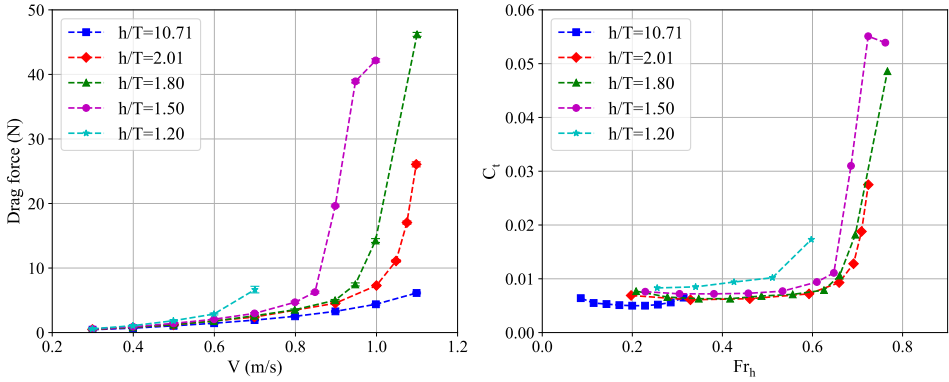 50
40
30
20
10
0
Drag force (N)
0.2 0.4 0.6 0.8 1.0 1.2
V (m/s)
h/T=10.71
h/T=2.01
h/T=1.80
h/T=1.50
h/T=1.20
0.06
0.05
0.04
0.03
0.02
0.01
0.00
Ct
0.0 0.2 0.4 0.6 0.8
Frh
h/T=10.71
h/T=2.01
h/T=1.80
h/T=1.50
h/T=1.20